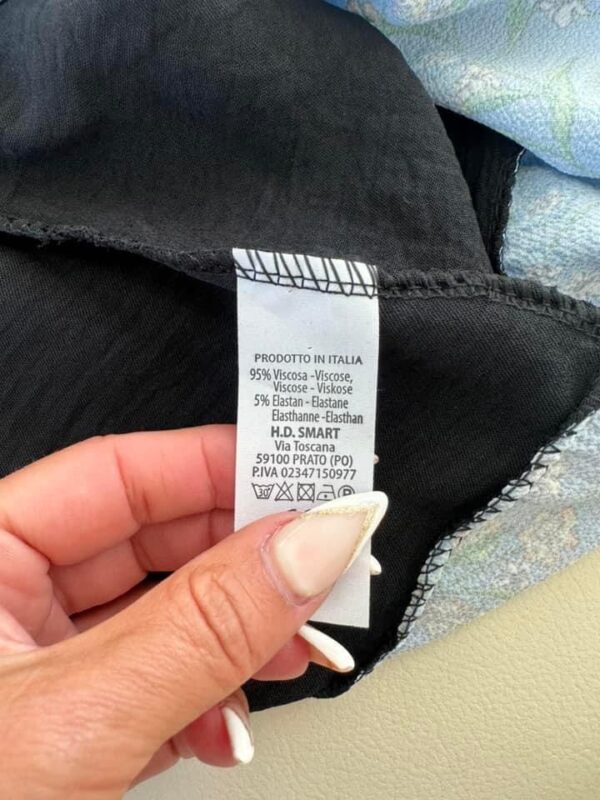 PRODOTTO IN ITALIA
95% Viscosa -Viscose,
Viscose - Viskose
5% Elastan - Elastane
Elasthanne -Elasthan
H.D. SMART
Via Toscana
59100 PRATO (PO)
P.IVA 02347150977
30°